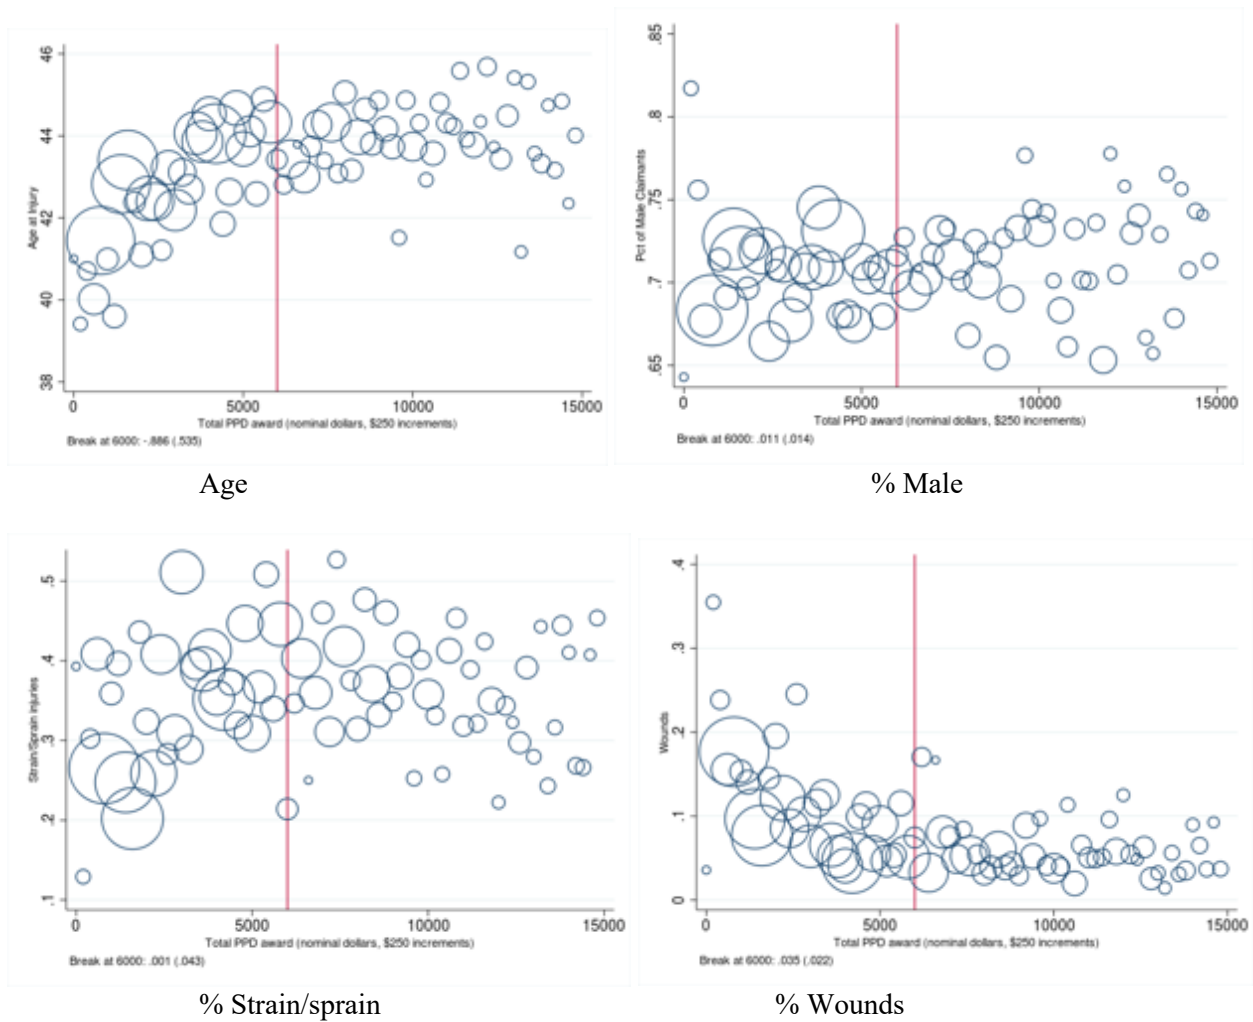 46
44
42
40
38
Age at Injury
0
5000
10000
15000
Total PPD award (nominal dollars, $250 increments)
Break at 6000: -.886 (.535)
Age
.85
.8
.75
.7
.65
Pct of Male Claimants
0
5000
10000
15000
Total PPD award (nominal dollars, $250 increments)
Break at 6000: .011 (.014)
% Male
.5
.4
.3
.2
.1
Strain/Sprain injuries
0
5000
10000
15000
Total PPD award (nominal dollars, $250 increments)
Break at 6000: .001 (.043)
% Strain/sprain
.4
.3
.2
.1
0
Wounds
0
5000
10000
15000
Total PPD award (nominal dollars, $250 increments)
Break at 6000: .035 (.022)
% Wounds